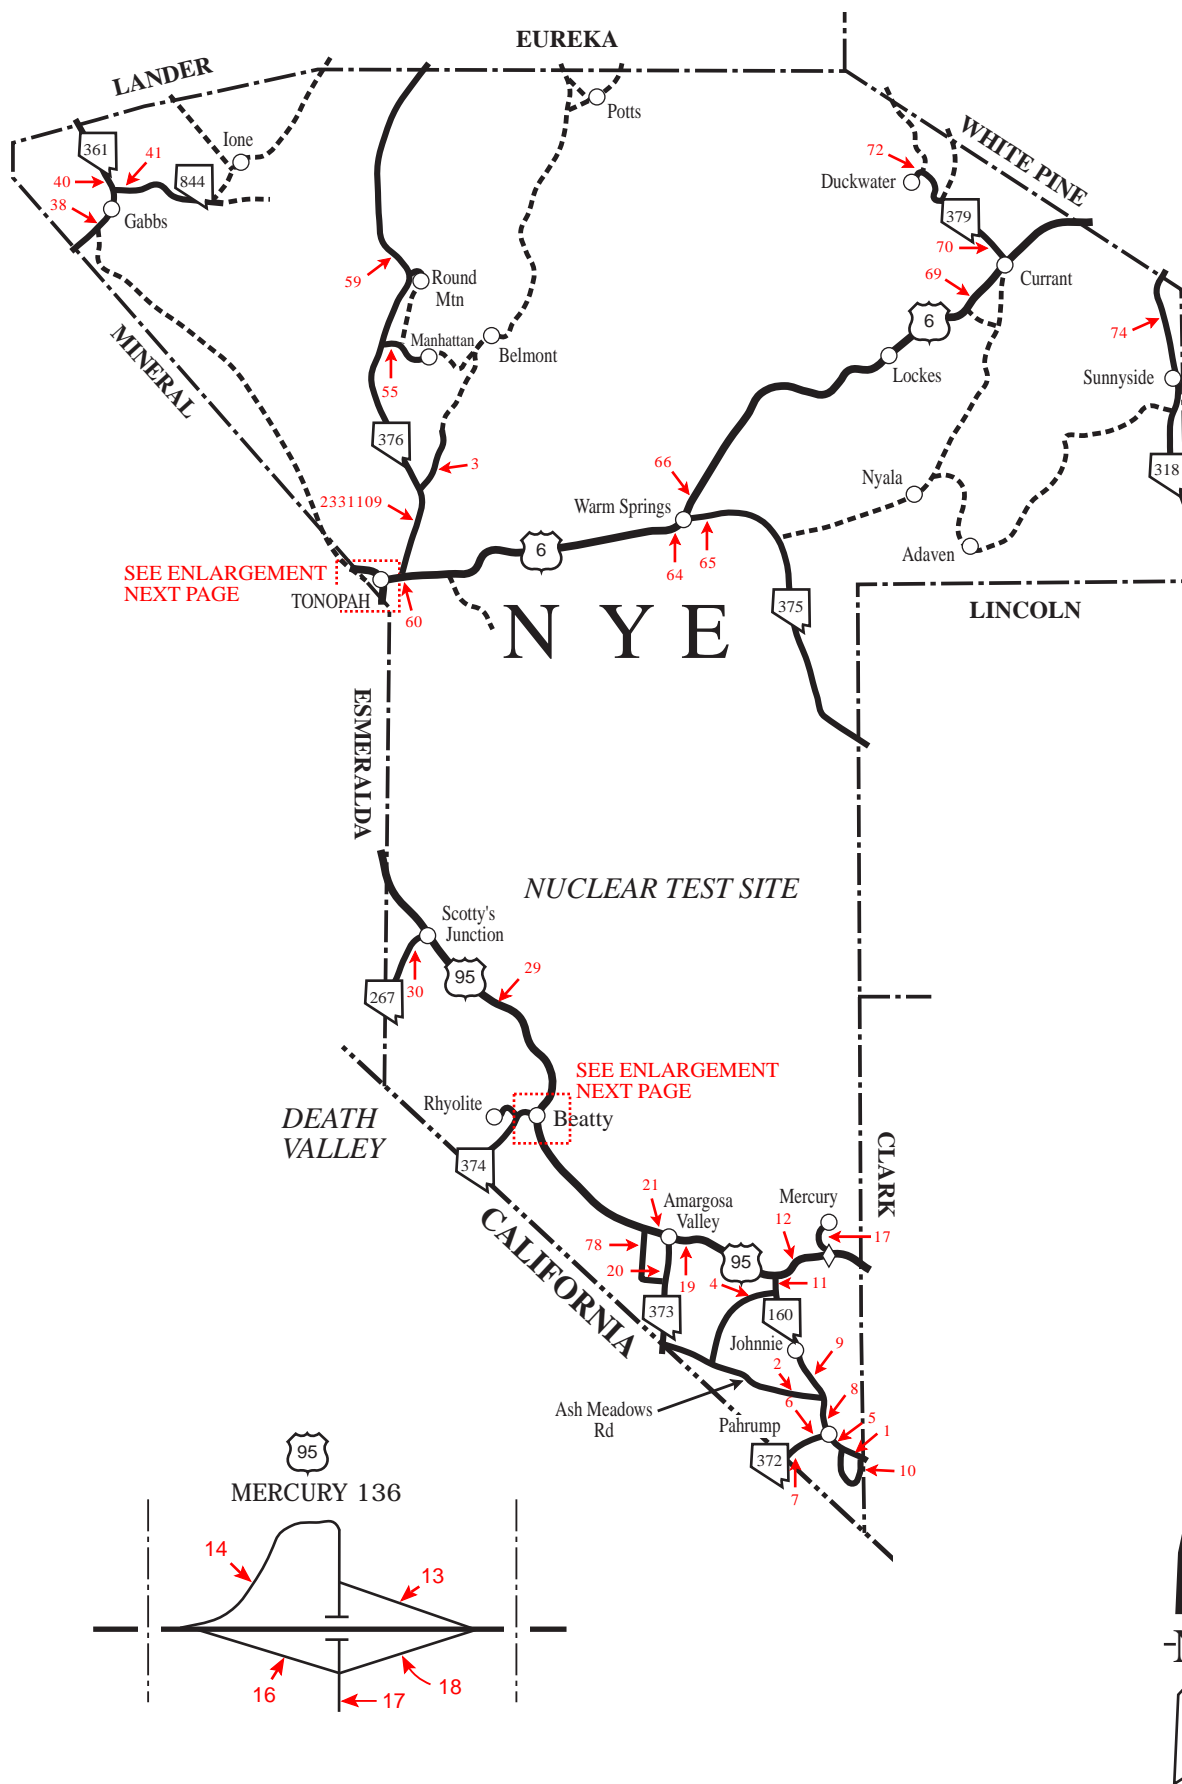 EUREKA
LANDER
Potts
Ione
WHITE PINE
361
41
72
40
844
Duckwater
38
Gabbs
379
70
59
Round
Mtn
69
Currant
6
74
MINERAL
Manhattan
Belmont
Lockes
Sunnyside
55
376
3
66
318
Nyala
2331109
Warm Springs
6
Adaven
64
65
SEE ENLARGEMENT
NEXT PAGE
TONOPAH
60
375
LINCOLN
NYE
ESMERALDA
NUCLEAR TEST SITE
Scotty's
Junction
95
29
30
267
SEE ENLARGEMENT
NEXT PAGE
Rhyolite
Beatty
DEATH
VALLEY
374
CLARK
21
Amargosa
Valley
Mercury
12
17
78
20
19
95
4
11
CALIFORNIA
373
160
Johnnie
9
2
8
6
Ash Meadows
Rd
Pahrump
5
1
372
10
7
95
MERCURY 136
14
13
16
17
18